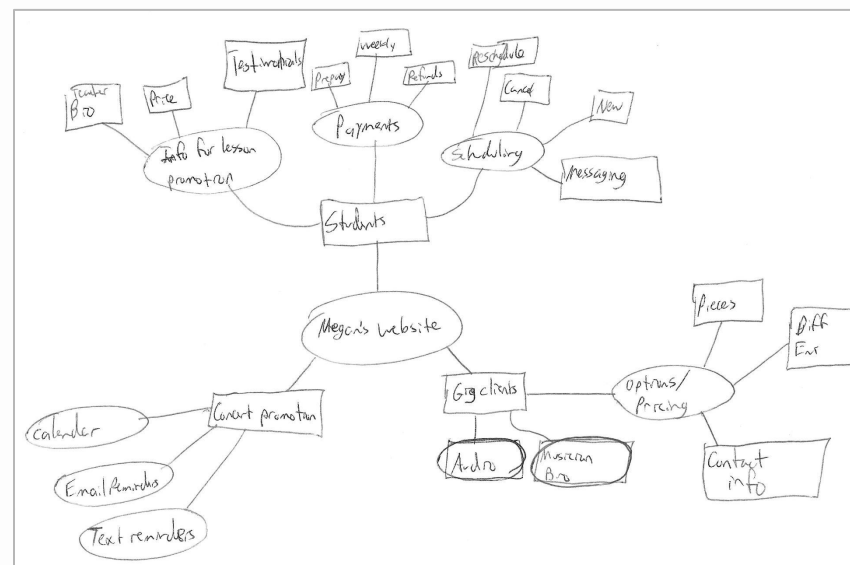 Teacher
Bio
Price
Testimonials
Prepay
Weekly
Refunds
Reschedule
Cancel
New
Messaging
Info for lesson
promotion
Payments
Scheduling
Students
Megan's website
Concert promotion
Calendar
Email Reminders
Text reminders
Gig clients
Audio
Musician
Bio
Options/
Pricing
Pieces
Diff
Contact
info